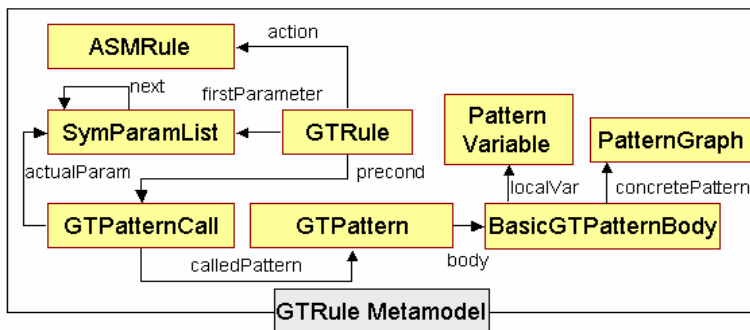 ASMRule
action
next
firstParameter
Pattern
Variable
SymParamList
GTRule
PatternGraph
actualParam
precond
localVar
concretePattern
GTPatternCall
GTPattern
BasicGTPatternBody
calledPattern
body
GTRule Metamodel